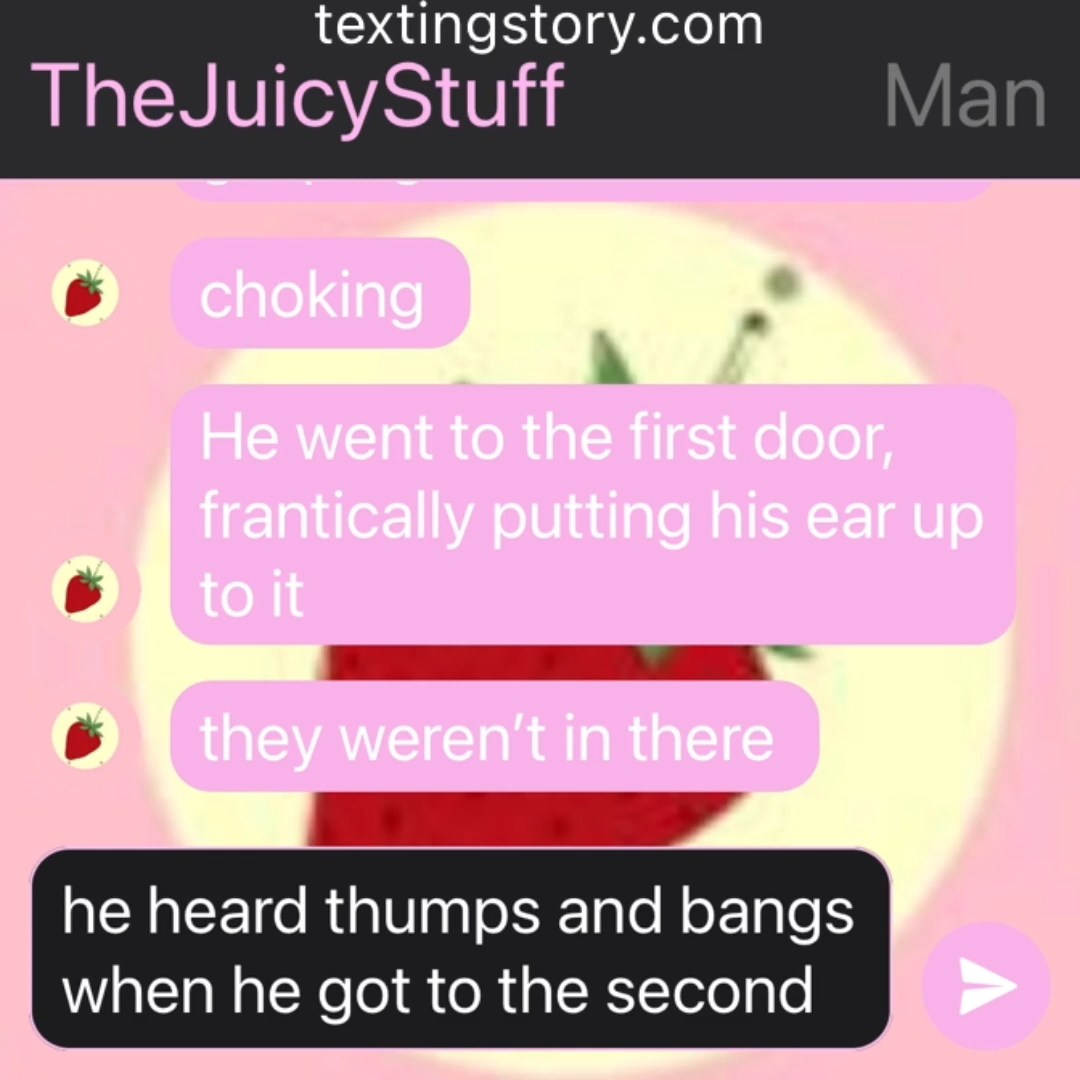 textingstory.com
TheJuicyStuff
Man
choking
He went to the first door,
frantically putting his ear up
to it
they weren’t in there
he heard thumps and bangs
when he got to the second